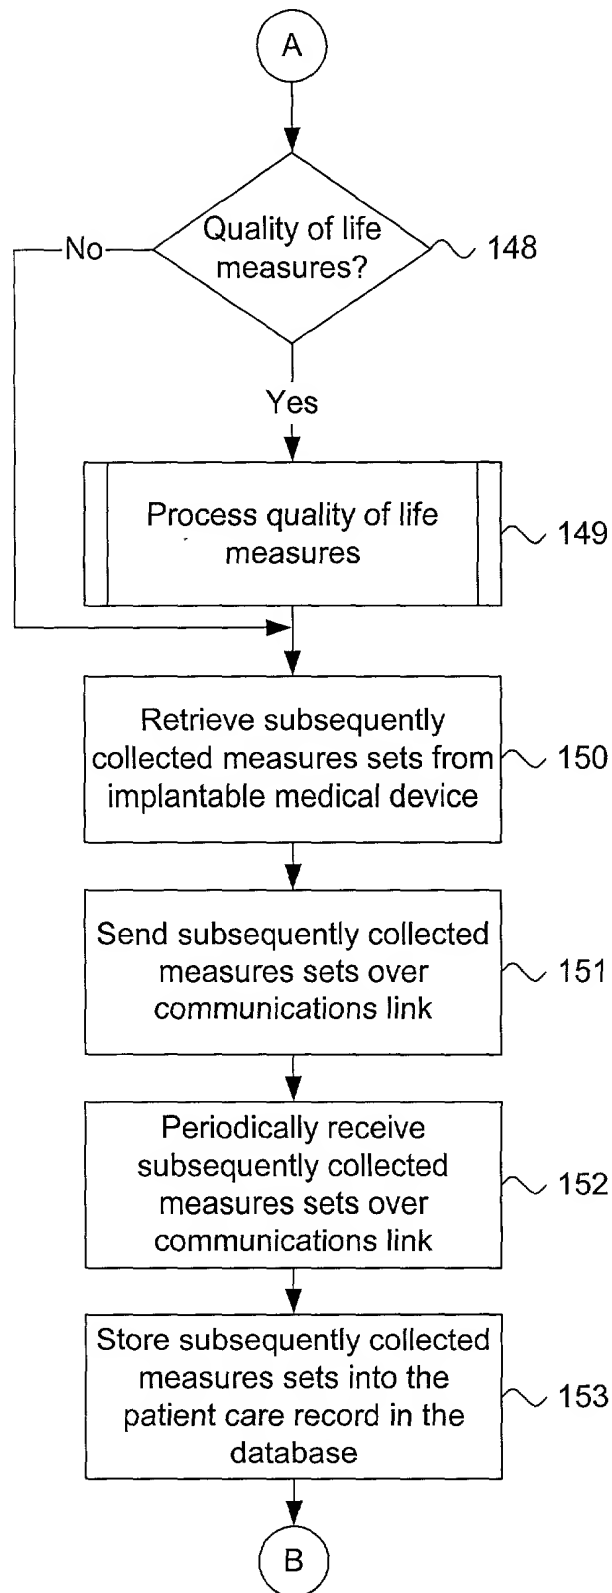 A
Quality of life
measures?
148
No
Yes
Process quality of life
measures
149
Retrieve subsequently
collected measures sets from
implantable medical device
150
Send subsequently collected
measures sets over
communications link
151
Periodically receive
subsequently collected
measures sets over
communications link
152
Store subsequently collected
measures sets into the
patient care record in the
database
153
B